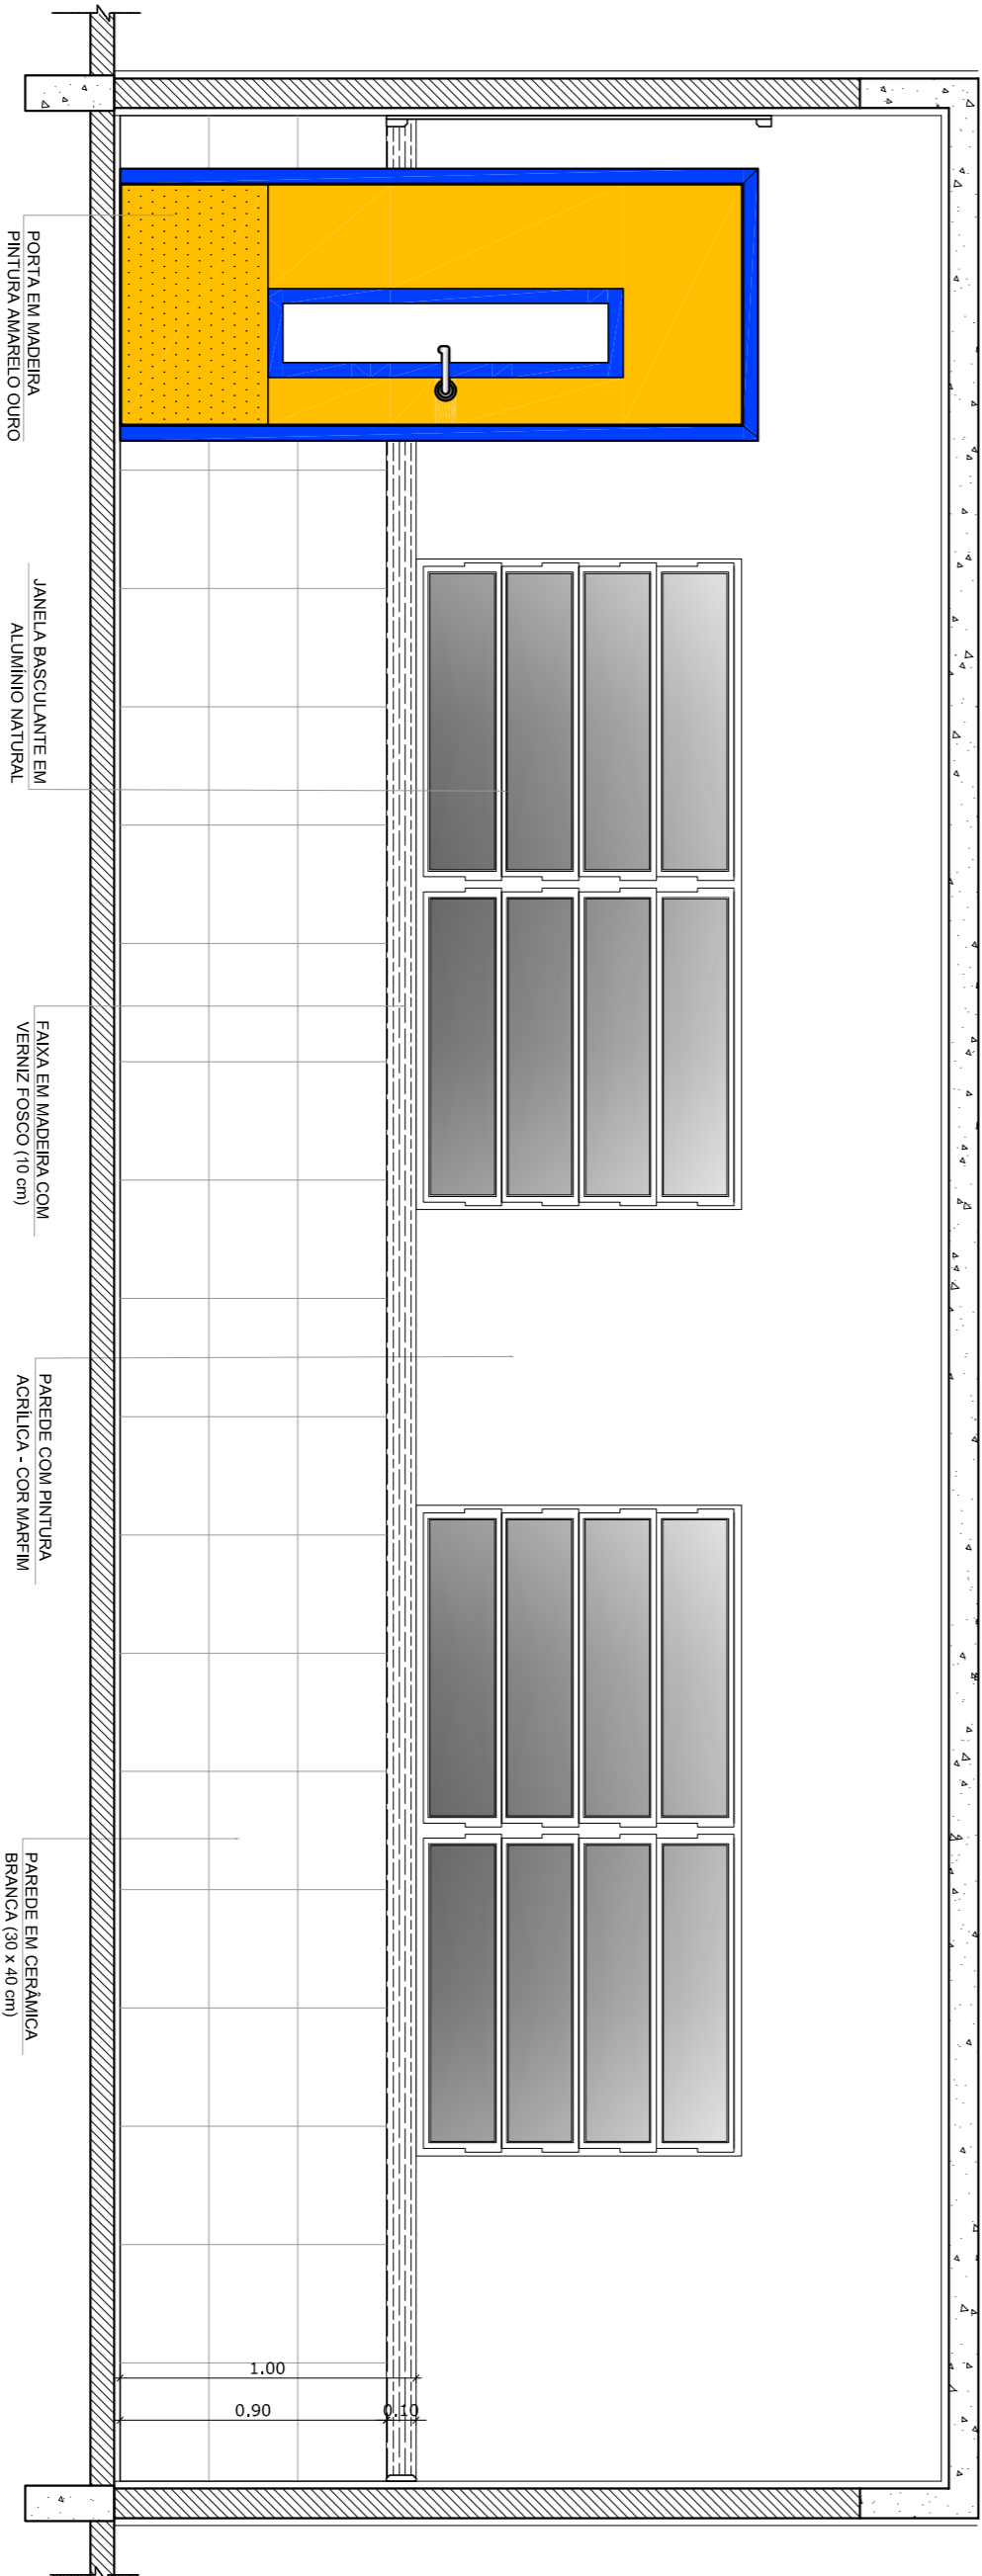 PORTA EM MADEIRA
PINTURA AMARELO OURO
JANELA BASCULANTE EM
ALUMÍNIO NATURAL
FAIXA EM MADEIRA COM
VERNIZ FOSCO (10 cm)
PAREDE COM PINTURA
ACRÍLICA - COR MARFIM
PAREDE EM CERÂMICA
BRANCA (30 x 40 cm)
1.00
0.90
0.10